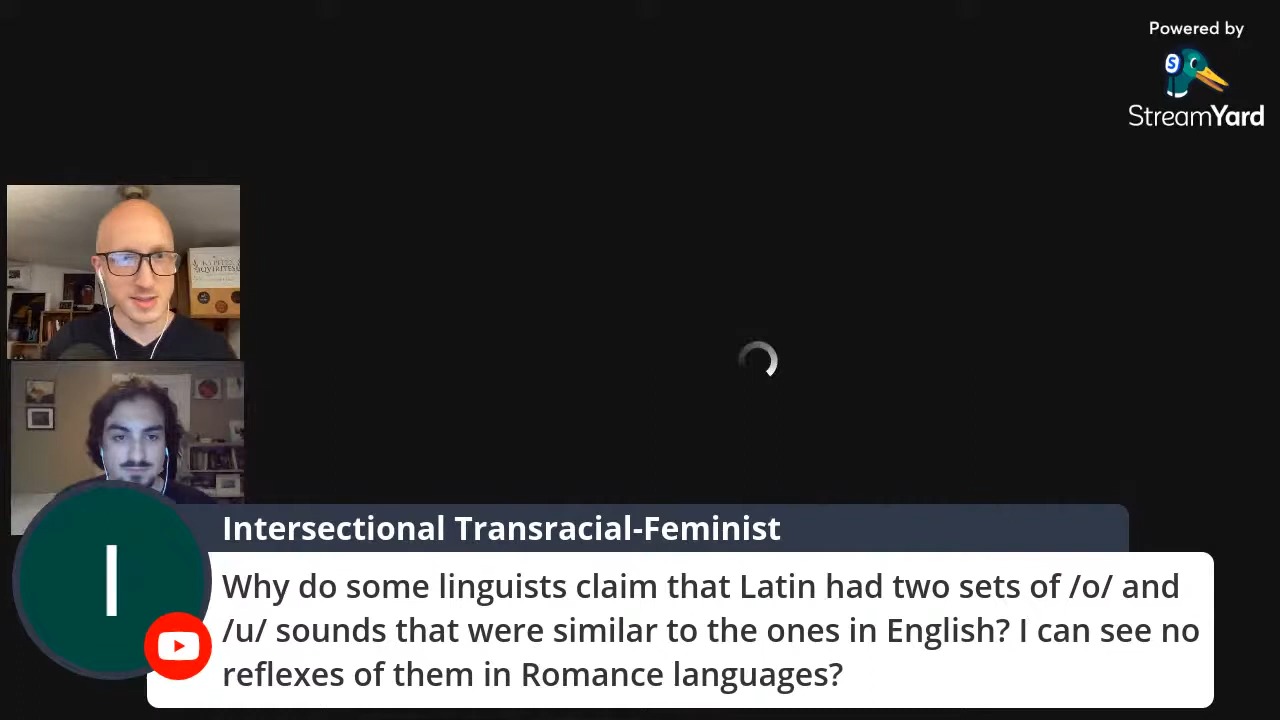 Powered by
StreamYard
Intersectional Transracial-Feminist
I
Why do some linguists claim that Latin had two sets of /o/ and
/u/ sounds that were similar to the ones in English? I can see no
reflexes of them in Romance languages?